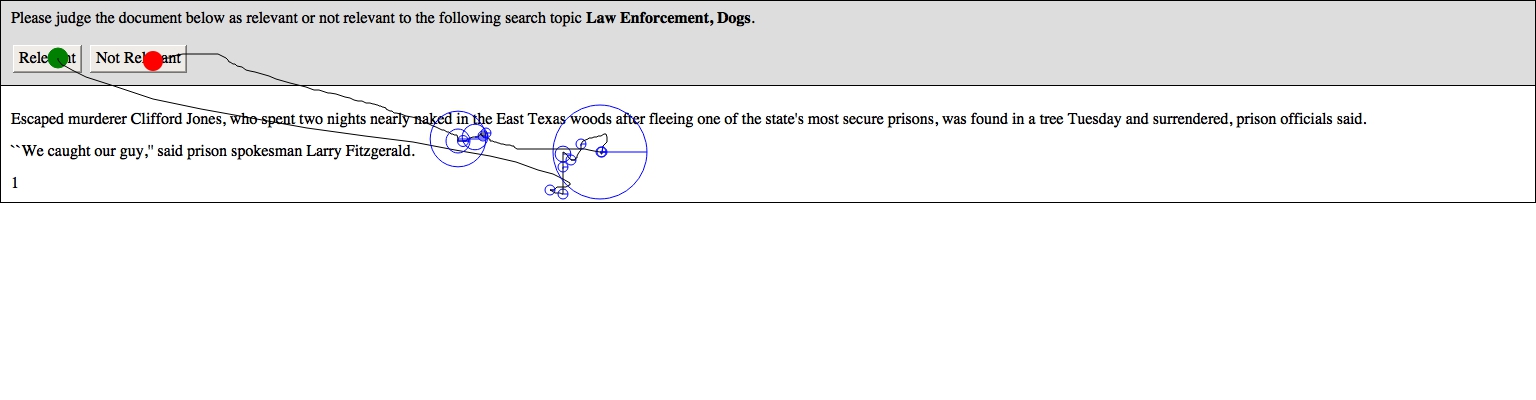 Please judge the document below as relevant or not relevant to the following search topic Law Enforcement, Dogs.
Relevant Not Relevant
Escaped murderer Clifford Jones, who spent two nights nearly naked in the East Texas woods after fleeing one of the state's most secure prisons, was found in a tree Tuesday and surrendered, prison officials said.
``We caught our guy,'' said prison spokesman Larry Fitzgerald.
1